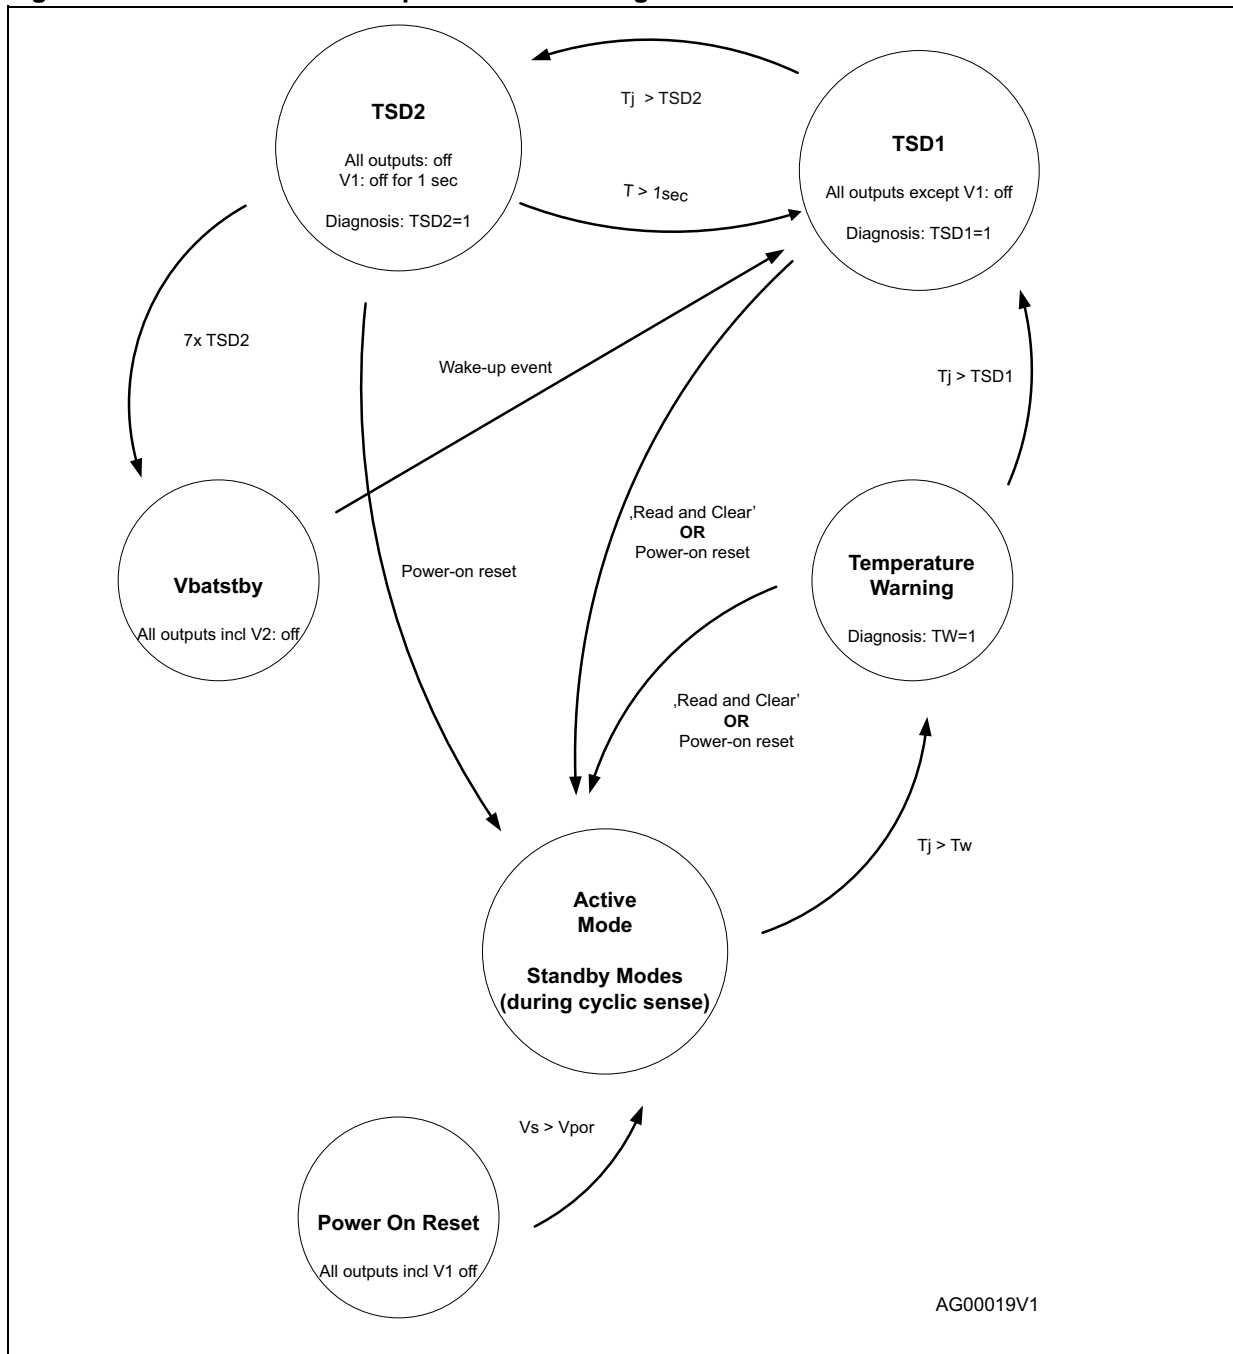 Tj > TSD2
TSD2
All outputs: off
V1: off for 1 sec
Diagnosis: TSD2=1
TSD1
All outputs except V1: off
Diagnosis: TSD1=1
T > 1sec
7x TSD2
Wake-up event
Tj > TSD1
‚Read and Clear’
OR
Power-on reset
Power-on reset
Vbatstby
All outputs incl V2: off
Temperature
Warning
Diagnosis: TW=1
‚Read and Clear’
OR
Power-on reset
Tj > Tw
Active
Mode
Standby Modes
(during cyclic sense)
Vs > Vpor
Power On Reset
All outputs incl V1 off
AG00019V1